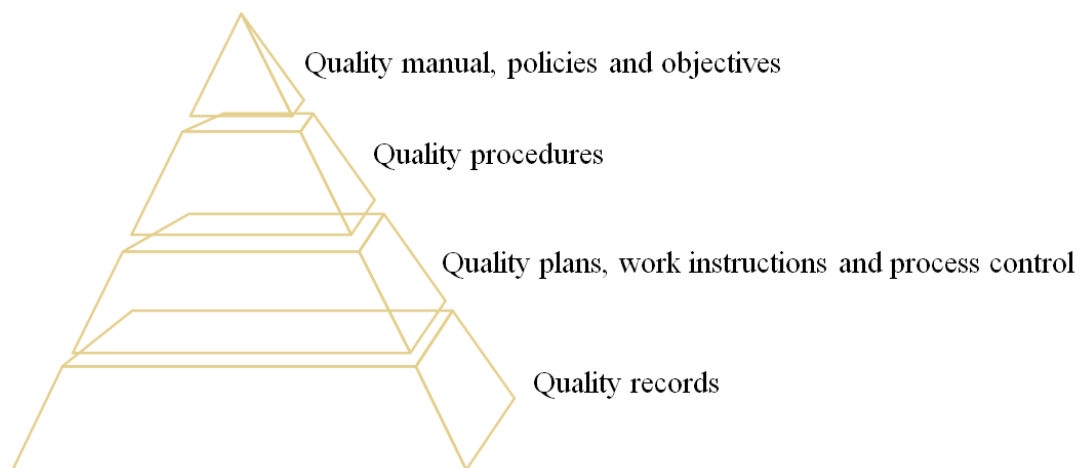 Quality manual, policies and objectives
Quality procedures
Quality plans, work instructions and process control
Quality records